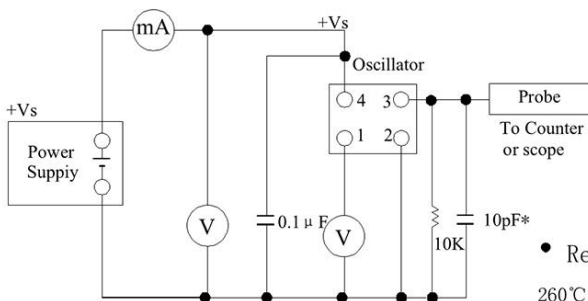 mA
+Vs
Oscillator
V
4 3
1 2
Probe
To Counter
or scope
+Vs
Power
Suppiy
V
0.1μF
V
10K
10pF*
● Re
260℃